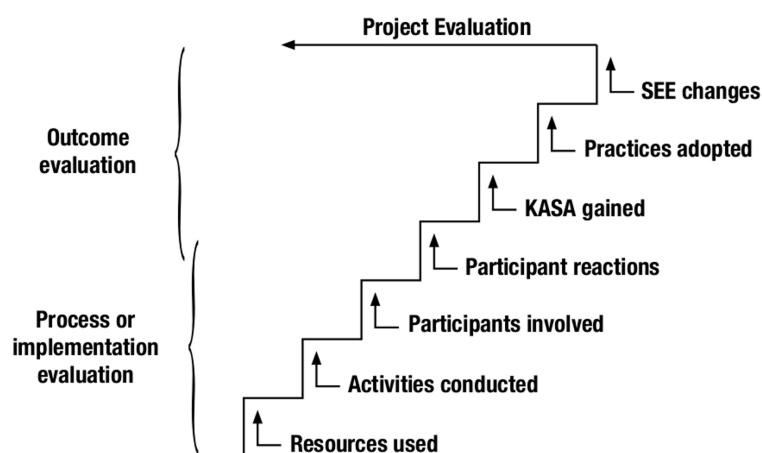 Project Evaluation
SEE changes
Outcome
evaluation
Practices adopted
KASA gained
Participant reactions
Process or
implementation
evaluation
Participants involved
Activities conducted
Resources used